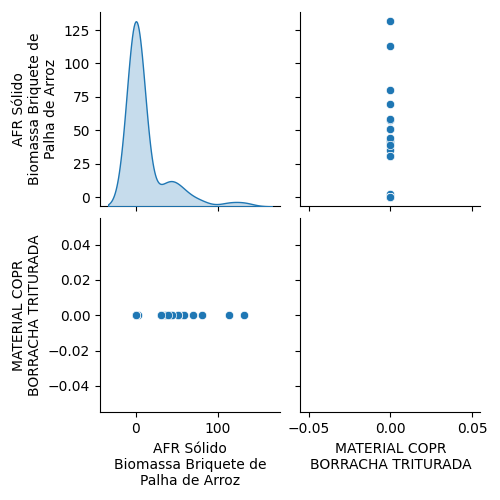 AFR Sólido
Biomassa Briquete de
Palha de Arroz
125
100
75
50
25
0
MATERIAL COPR
BORRACHA TRITURADA
0.04
0.02
0.00
−0.02
−0.04
0
100
AFR Sólido
Biomassa Briquete de
Palha de Arroz
−0.05
0.00
0.05
MATERIAL COPR
BORRACHA TRITURADA